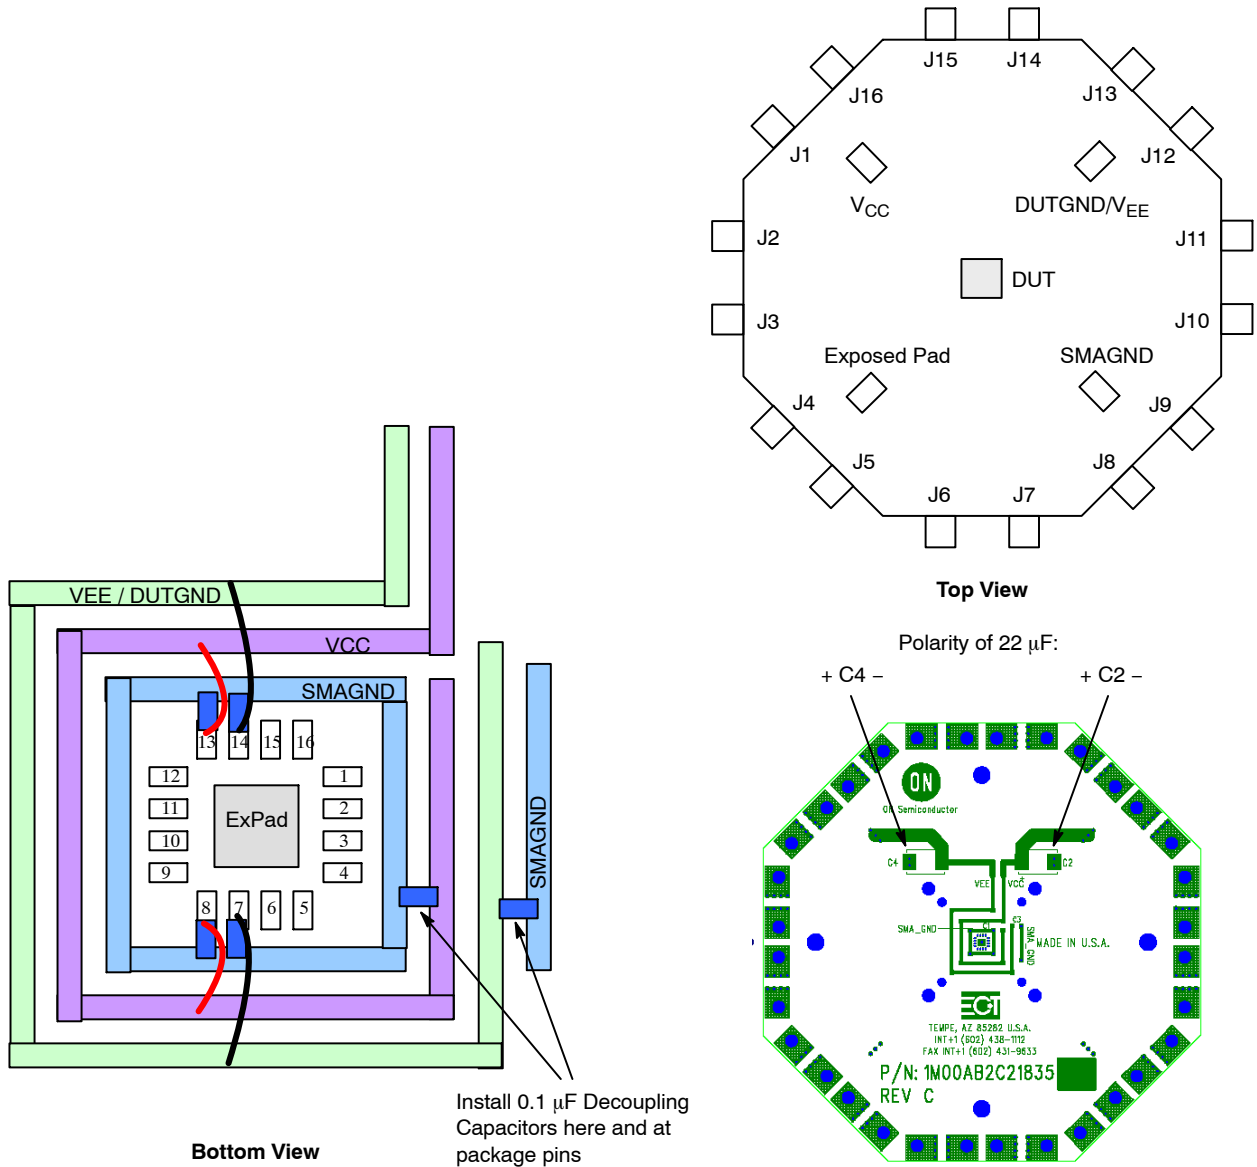 J15
J14
J16
J13
J1
J12
VCC
DUTGND/VEE
J2
J11
DUT
J3
J10
Exposed Pad
SMAGND
J4
J9
J5
J8
J6
J7
Top View
VEE / DUTGND
VCC
SMAGND
13
14
15
16
12
1
11
2
ExPad
10
3
9
4
8
7
6
5
SMAGND
Install 0.1 μF Decoupling
Capacitors here and at
package pins
Bottom View
Polarity of 22 μF:
+ C4 −
+ C2 −
ON
ON Semiconductor
C4
C2
VEE
VCC
+
SMA_GND
C1
C3
SMA_GND
MADE IN U.S.A.
ECT
TEMPE, AZ 85282 U.S.A.
INT+1 (602) 438-1112
FAX INT+1 (602) 431-9633
P/N: 1M00AB2C21835
REV C